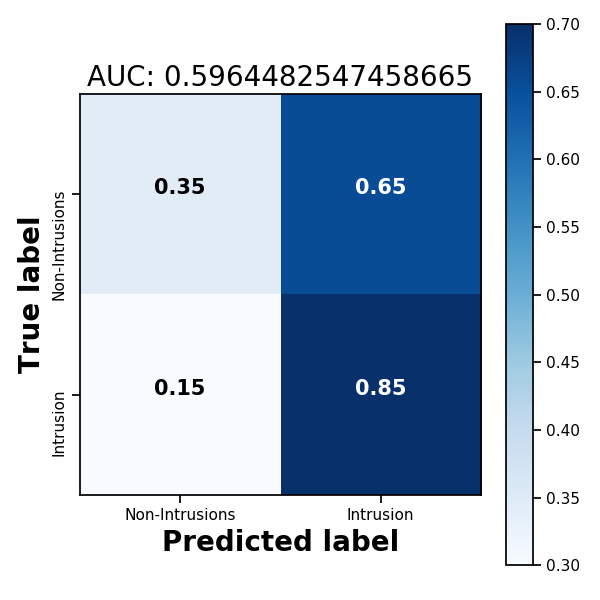 AUC: 0.5964482547458665
True label
Non-Intrusions
Intrusion
0.35
0.65
0.15
0.85
Non-Intrusions
Intrusion
Predicted label
0.70
0.65
0.60
0.55
0.50
0.45
0.40
0.35
0.30